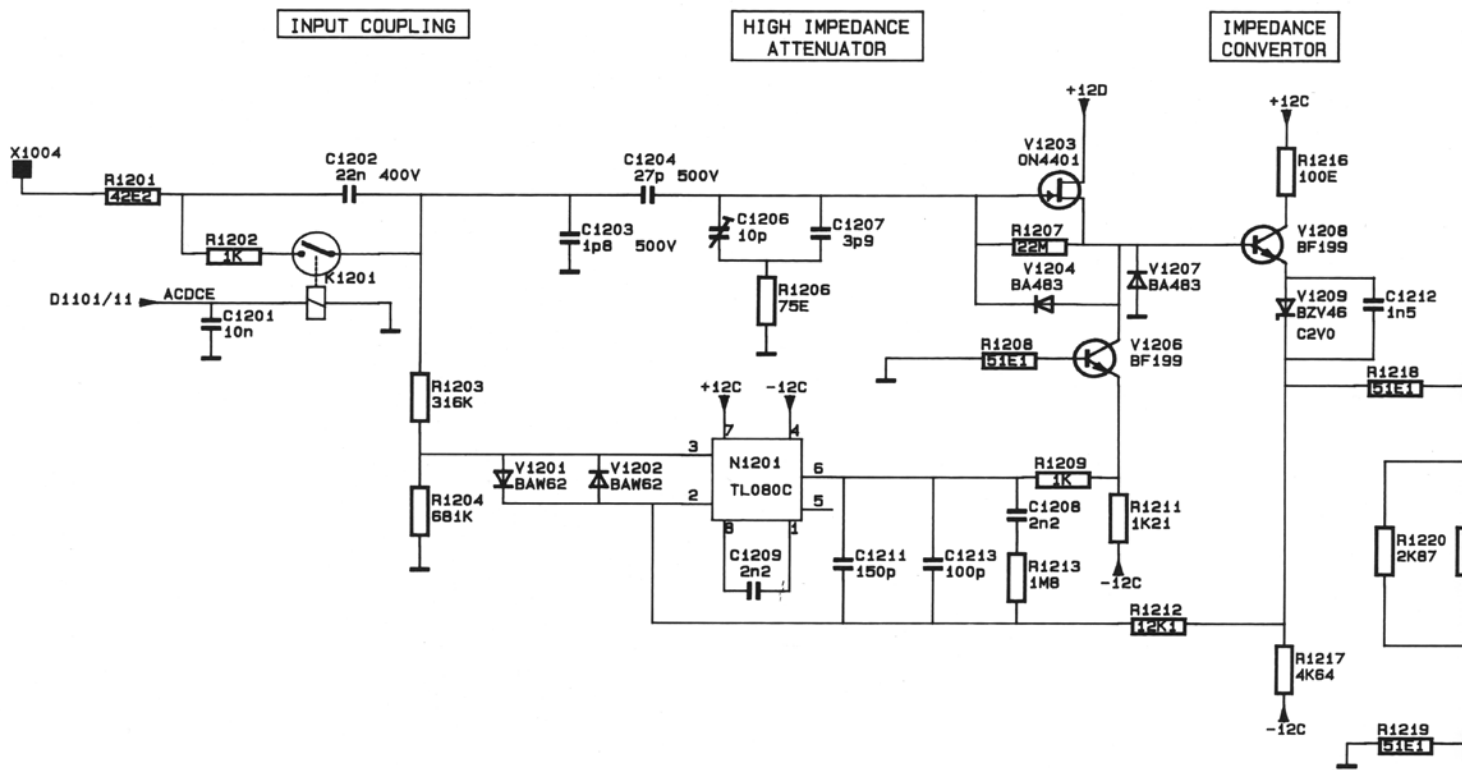 INPUT COUPLING
HIGH IMPEDANCE
ATTENUATOR
IMPEDANCE
CONVERTOR
X1004
R1201
42E2
C1202
22n 400V
R1202
1K
K1201
D1101/11
ACDCE
C1201
10n
C1203
1p8 500V
C1204
27p 500V
C1206
10p
C1207
3p9
R1206
75E
+12D
V1203
ON4401
R1207
22M
V1204
BA483
V1207
BA483
R1208
51E1
V1206
BF199
+12C
R1216
100E
V1208
BF199
V1209
BZV46
C2V0
C1212
1n5
R1218
51E1
R1203
316K
R1204
681K
V1201
BAW62
V1202
BAW62
+12C
-12C
7
4
3
N1201
6
2
TL080C
5
8
1
C1209
2n2
R1209
1K
C1208
2n2
R1211
1K21
C1211
150p
C1213
100p
R1213
1M8
-12C
R1212
12K1
R1220
2K87
R1217
4K64
-12C
R1219
51E1